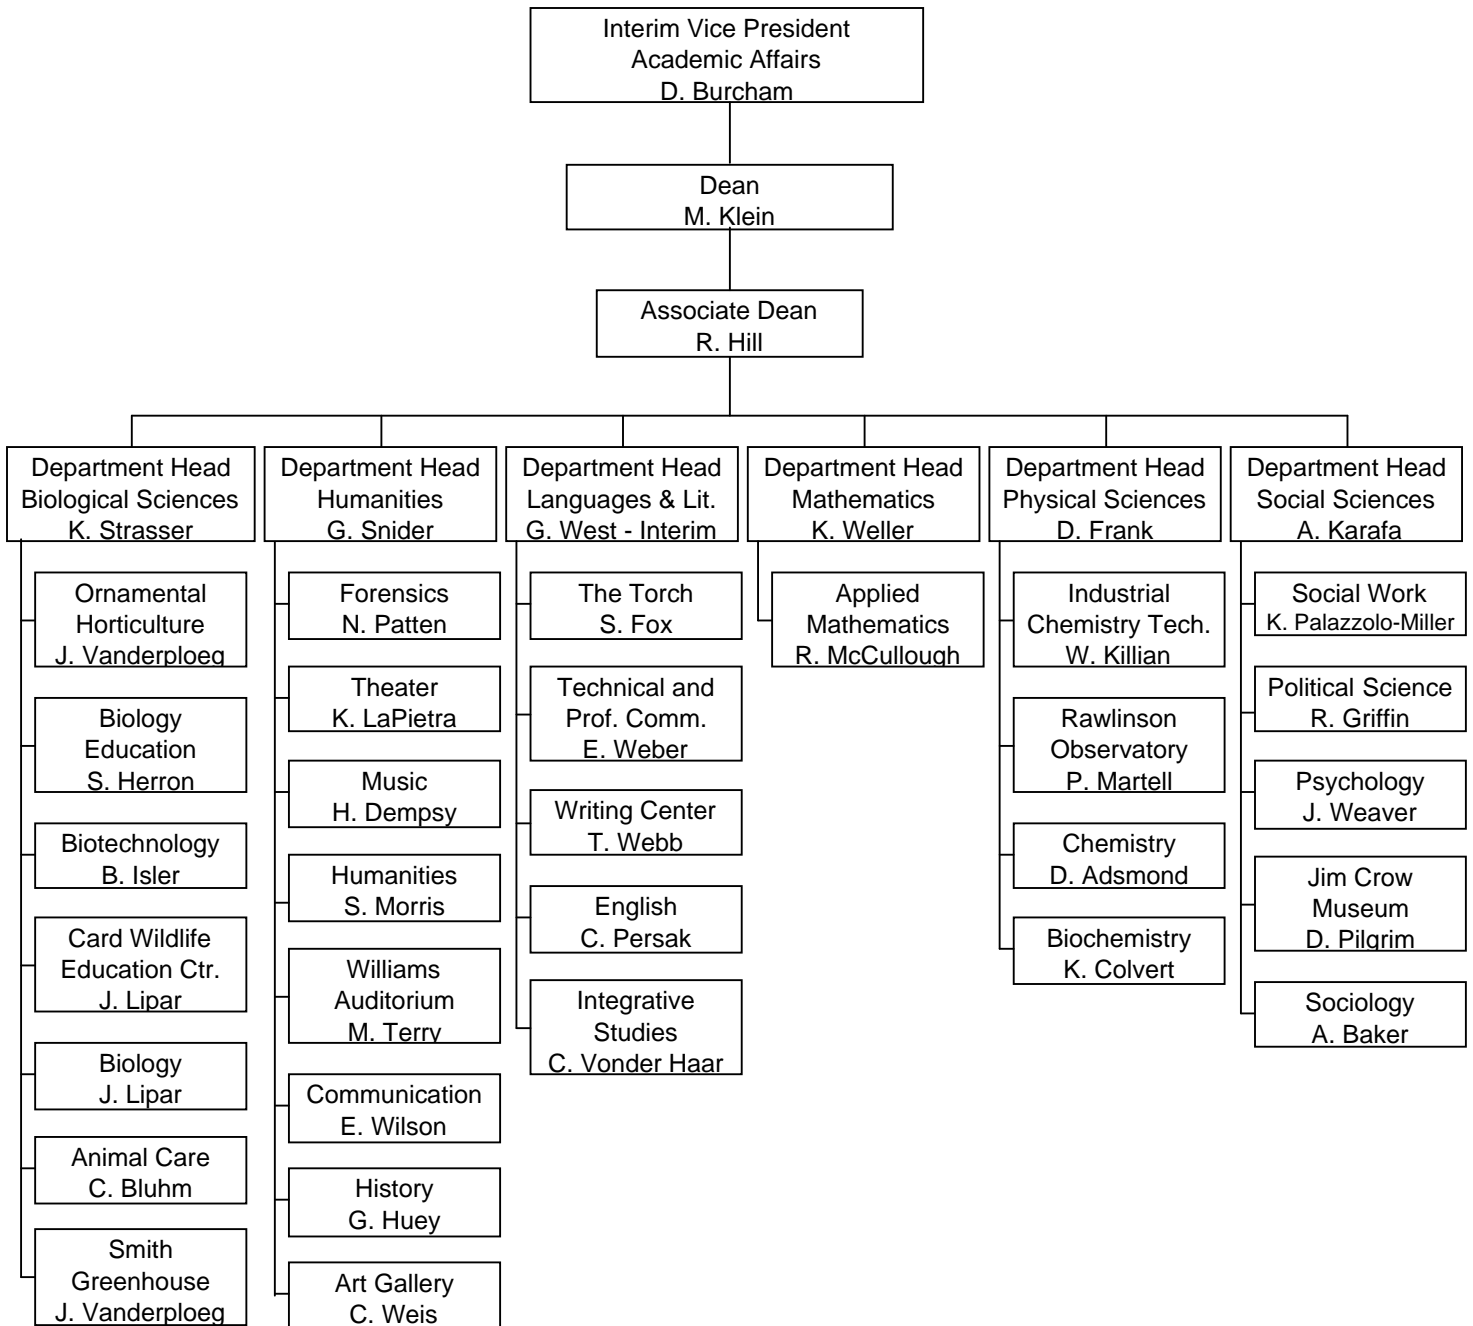 Interim Vice President
Academic Affairs
D. Burcham
Dean
M. Klein
Associate Dean
R. Hill
Department Head
Biological Sciences
K. Strasser
Ornamental
Horticulture
J. Vanderploeg
Biology
Education
S. Herron
Biotechnology
B. Isler
Card Wildlife
Education Ctr.
J. Lipar
Biology
J. Lipar
Animal Care
C. Bluhm
Smith
Greenhouse
J. Vanderploeg
Department Head
Humanities
G. Snider
Forensics
N. Patten
Theater
K. LaPietra
Music
H. Dempsy
Humanities
S. Morris
Williams
Auditorium
M. Terry
Communication
E. Wilson
History
G. Huey
Art Gallery
C. Weis
Department Head
Languages & Lit.
G. West - Interim
The Torch
S. Fox
Technical and
Prof. Comm.
E. Weber
Writing Center
T. Webb
English
C. Persak
Integrative
Studies
C. Vonder Haar
Department Head
Mathematics
K. Weller
Applied
Mathematics
R. McCullough
Department Head
Physical Sciences
D. Frank
Industrial
Chemistry Tech.
W. Killian
Rawlinson
Observatory
P. Martell
Chemistry
D. Adsmond
Biochemistry
K. Colvert
Department Head
Social Sciences
A. Karafa
Social Work
K. Palazzolo-Miller
Political Science
R. Griffin
Psychology
J. Weaver
Jim Crow
Museum
D. Pilgrim
Sociology
A. Baker